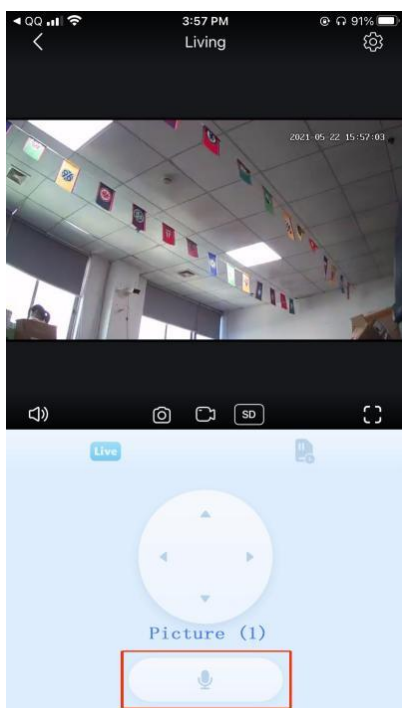 QQ 3:57 PM 91%
Living
2021-05-22 15:57:03
SD
Live
Picture (1)